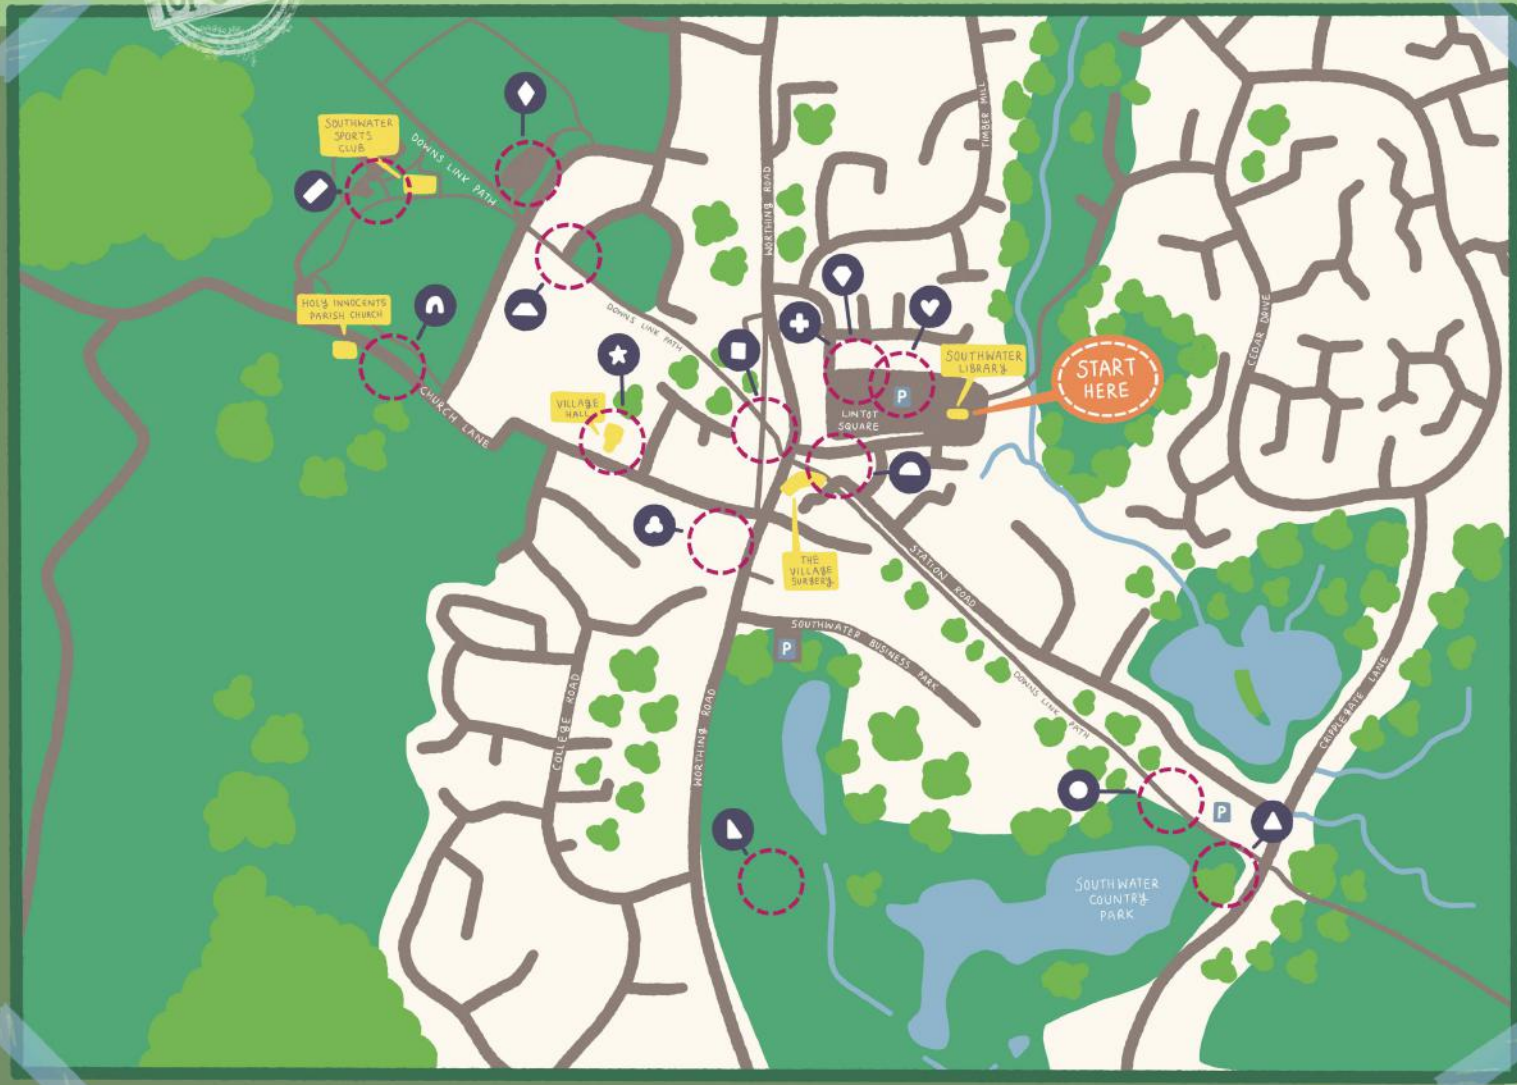 SOUTHWATER
SPORTS
CLUB
DOWNS LINK PATH
TIMBER MILL
WORTHING ROAD
HOLY INNOCENTS
PARISH CHURCH
DOWNS LINK PATH
CEDAR DRIVE
SOUTHWATER
LIBRARY
START
HERE
P
LINTOT
SQUARE
VILLAGE
HALL
CHURCH LANE
THE
VILLAGE
SURGERY
STATION ROAD
SOUTHWATER BUSINESS PARK
P
DOWNS LINK PATH
COLLEGE ROAD
WORTHING ROAD
CRIPPLEGATE LANE
P
SOUTHWATER
COUNTRY
PARK